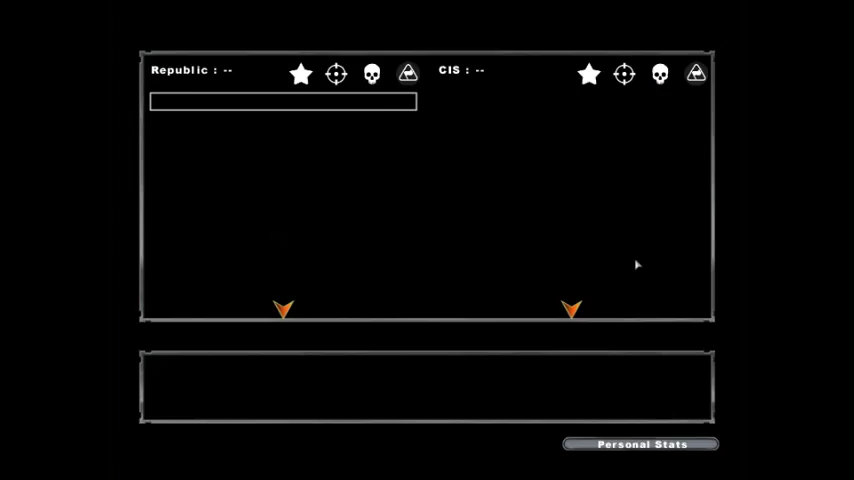 Republic : --
CIS : --
Personal Stats